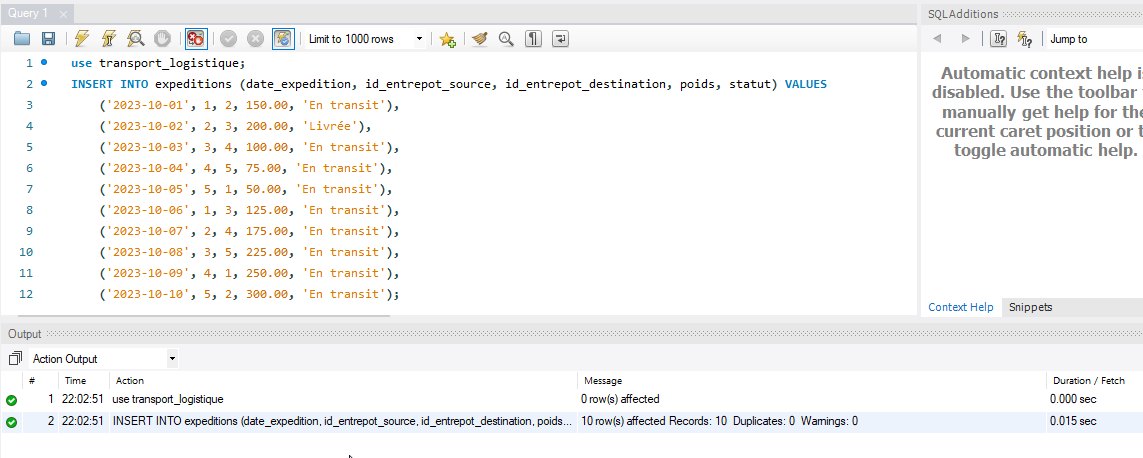 Query 1
SQLAdditions
Limit to 1000 rows
Jump to
1 use transport_logistique;
2 INSERT INTO expeditions (date_expedition, id_entrepot_source, id_entrepot_destination, poids, statut) VALUES
3 ('2023-10-01', 1, 2, 150.00, 'En transit'),
4 ('2023-10-02', 2, 3, 200.00, 'Livrée'),
5 ('2023-10-03', 3, 4, 100.00, 'En transit'),
6 ('2023-10-04', 4, 5, 75.00, 'En transit'),
7 ('2023-10-05', 5, 1, 50.00, 'En transit'),
8 ('2023-10-06', 1, 3, 125.00, 'En transit'),
9 ('2023-10-07', 2, 4, 175.00, 'En transit'),
10 ('2023-10-08', 3, 5, 225.00, 'En transit'),
11 ('2023-10-09', 4, 1, 250.00, 'En transit'),
12 ('2023-10-10', 5, 2, 300.00, 'En transit');
Automatic context help is
disabled. Use the toolbar
manually get help for the
current caret position or
toggle automatic help.
Context Help Snippets
Output
Action Output
# Time Action Message Duration / Fetch
1 22:02:51 use transport_logistique 0 row(s) affected 0.000 sec
2 22:02:51 INSERT INTO expeditions (date_expedition, id_entrepot_source, id_entrepot_destination, poids... 10 row(s) affected Records: 10 Duplicates: 0 Warnings: 0 0.015 sec